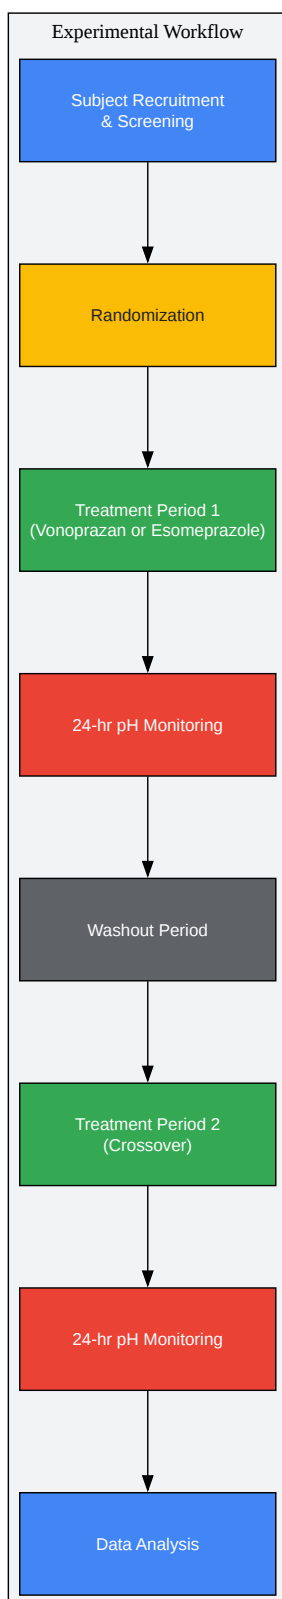 Experimental Workflow
Subject Recruitment
& Screening
Randomization
Treatment Period 1
(Vonoprazan or Esomeprazole)
24-hr pH Monitoring
Washout Period
Treatment Period 2
(Crossover)
24-hr pH Monitoring
Data Analysis